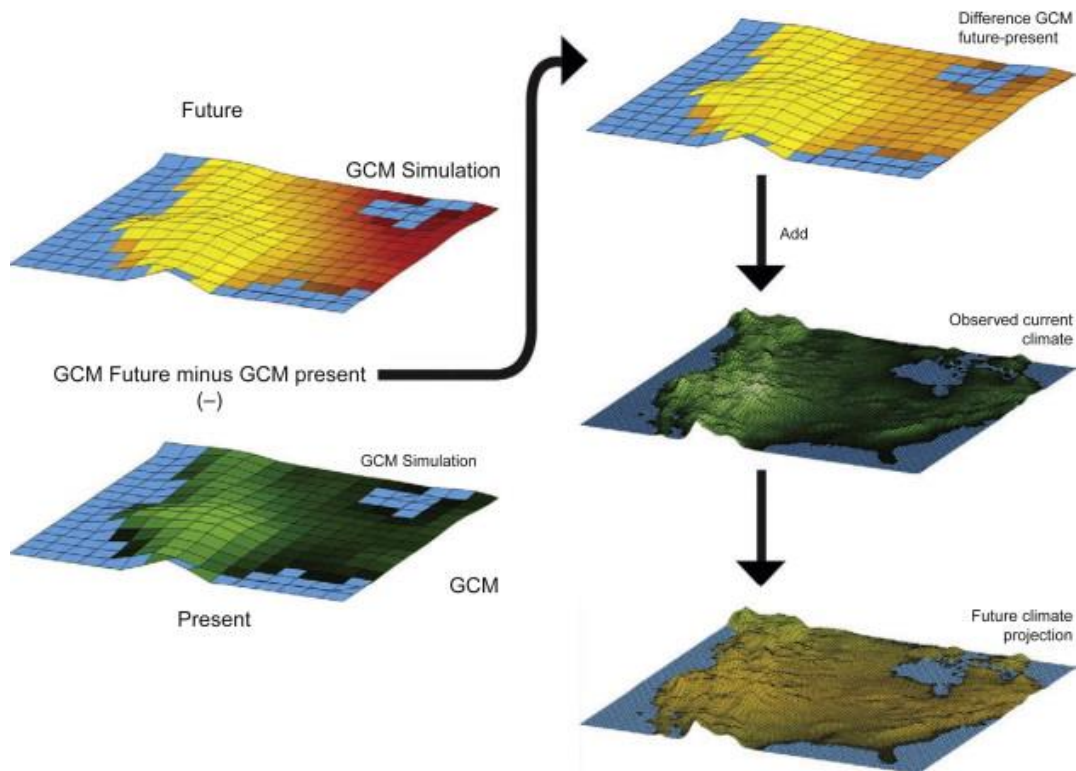 Future
GCM Simulation
GCM Future minus GCM present
(–)
GCM Simulation
GCM
Present
Difference GCM
future-present
Add
Observed current
climate
Future climate
projection